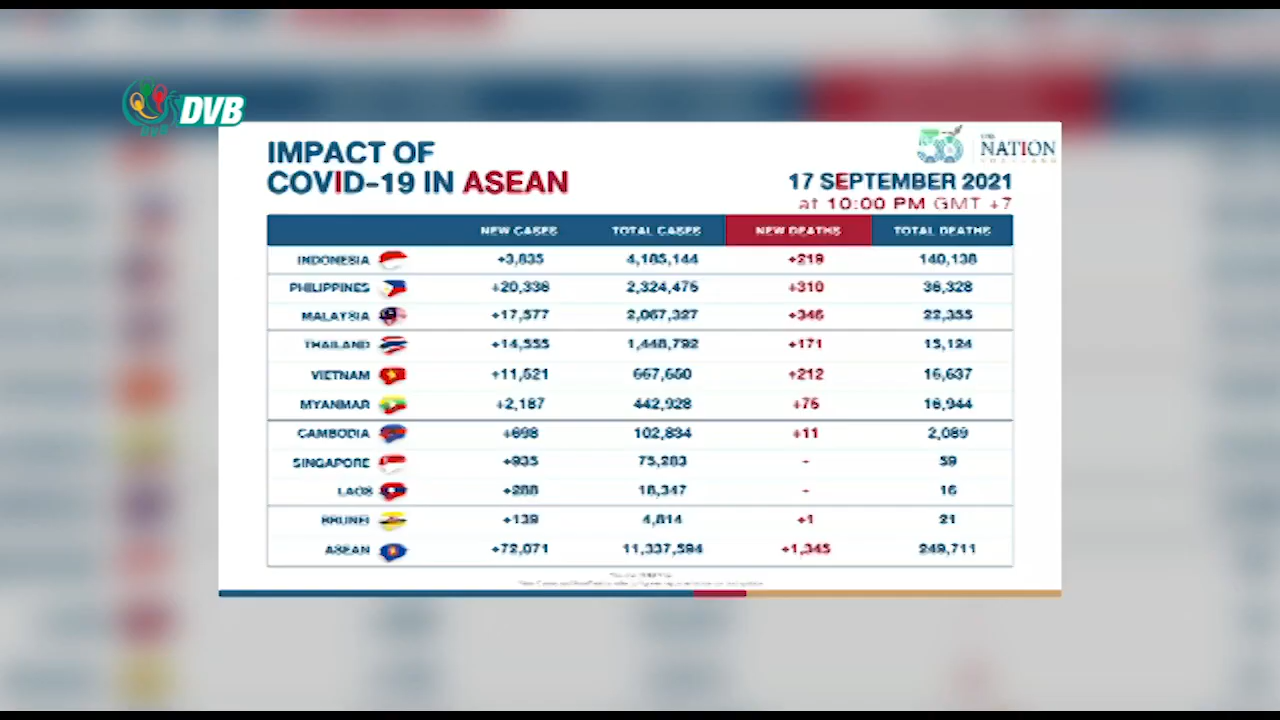 DVB
DVB
IMPACT OF
COVID-19 IN ASEAN
NATION
17 SEPTEMBER 2021
at 10:00 PM GMT +7
NEW CASES TOTAL CASES NEW DEATHS TOTAL DEATHS
INDONESIA +3,835 4,185,144 +219 140,138
PHILIPPINES +20,336 2,324,475 +310 36,328
MALAYSIA +17,577 2,067,327 +346 22,355
THAILAND +14,555 1,448,792 +171 15,124
VIETNAM +11,521 667,650 +212 16,637
MYANMAR +2,187 442,928 +75 16,944
CAMBODIA +698 102,834 +11 2,089
SINGAPORE +935 75,283 - 59
LAOS +288 18,347 - 16
BRUNEI +139 4,814 +1 21
ASEAN +72,071 11,337,594 +1,345 249,711